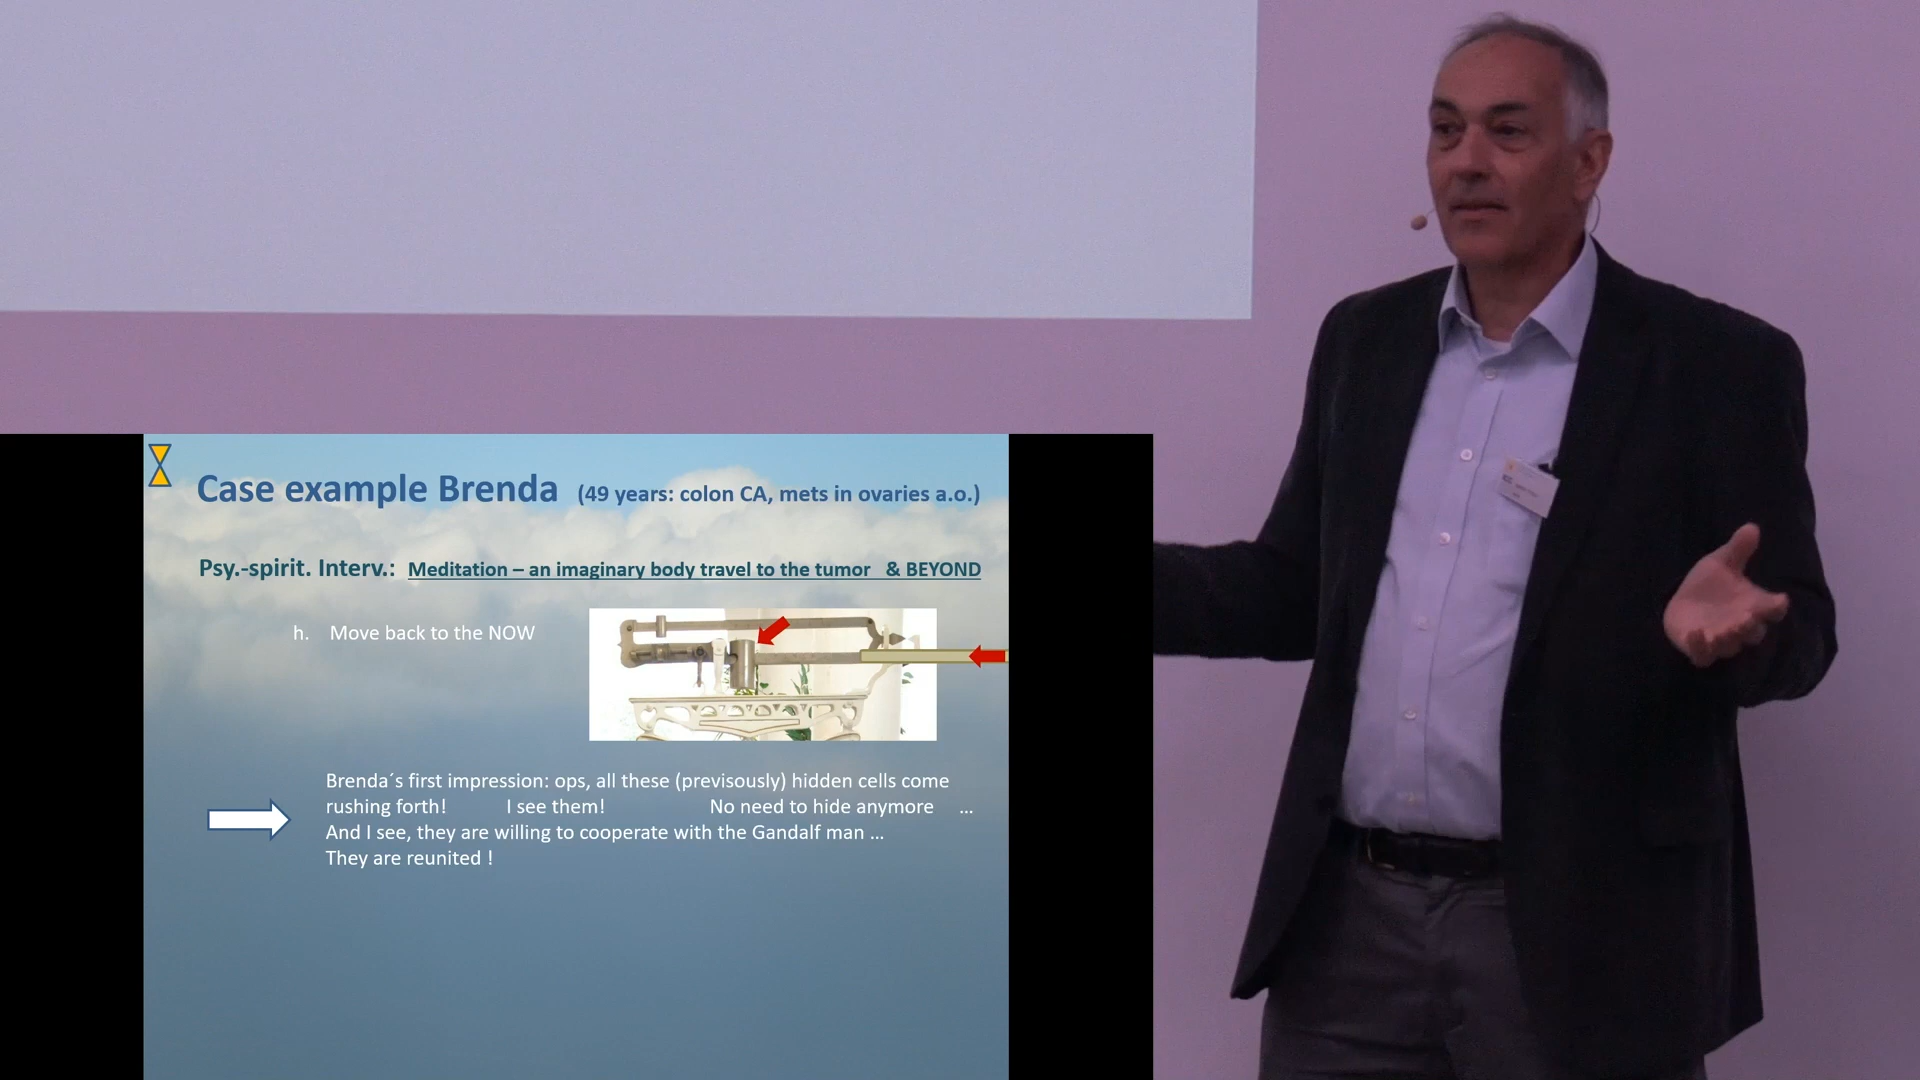 Case example Brenda (49 years: colon CA, mets in ovaries a.o.)
Psy.-spirit. Interv.: Meditation – an imaginary body travel to the tumor & BEYOND
h. Move back to the NOW
Brenda´s first impression: ops, all these (previsously) hidden cells come
rushing forth! I see them! No need to hide anymore ...
And I see, they are willing to cooperate with the Gandalf man ...
They are reunited !